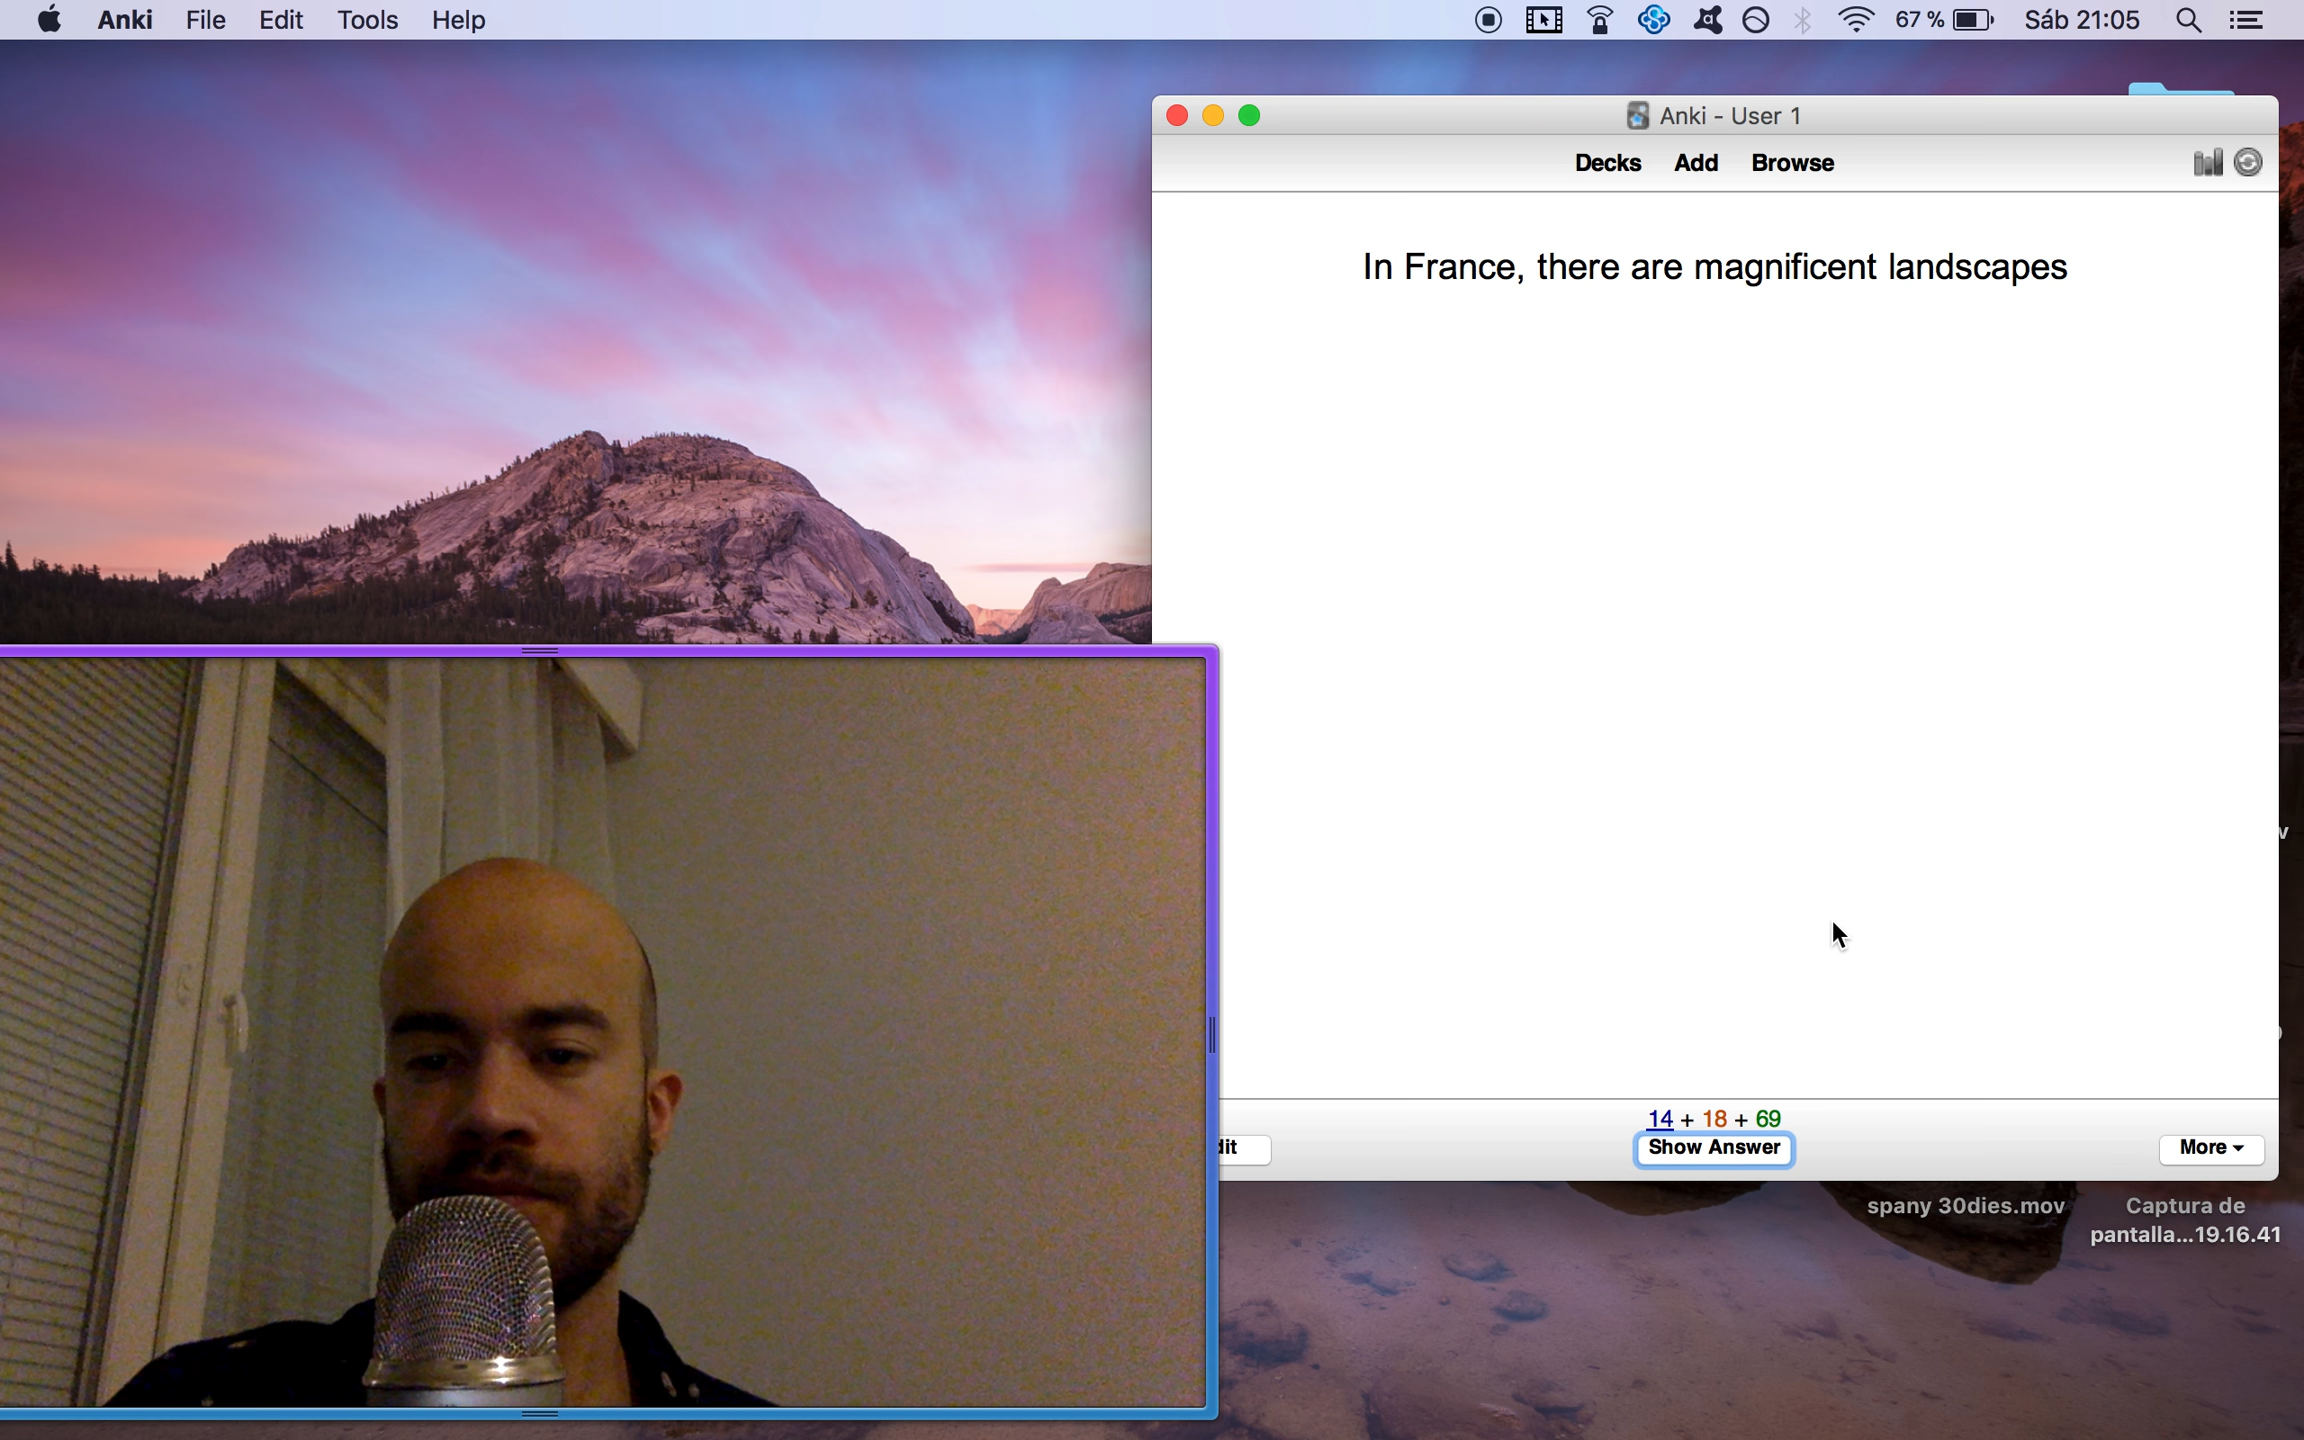 Anki File Edit Tools Help
67 % Sáb 21:05
Anki - User 1
Decks Add Browse
In France, there are magnificent landscapes
14 + 18 + 69
dit Show Answer More
spany 30dies.mov
Captura de
pantalla...19.16.41